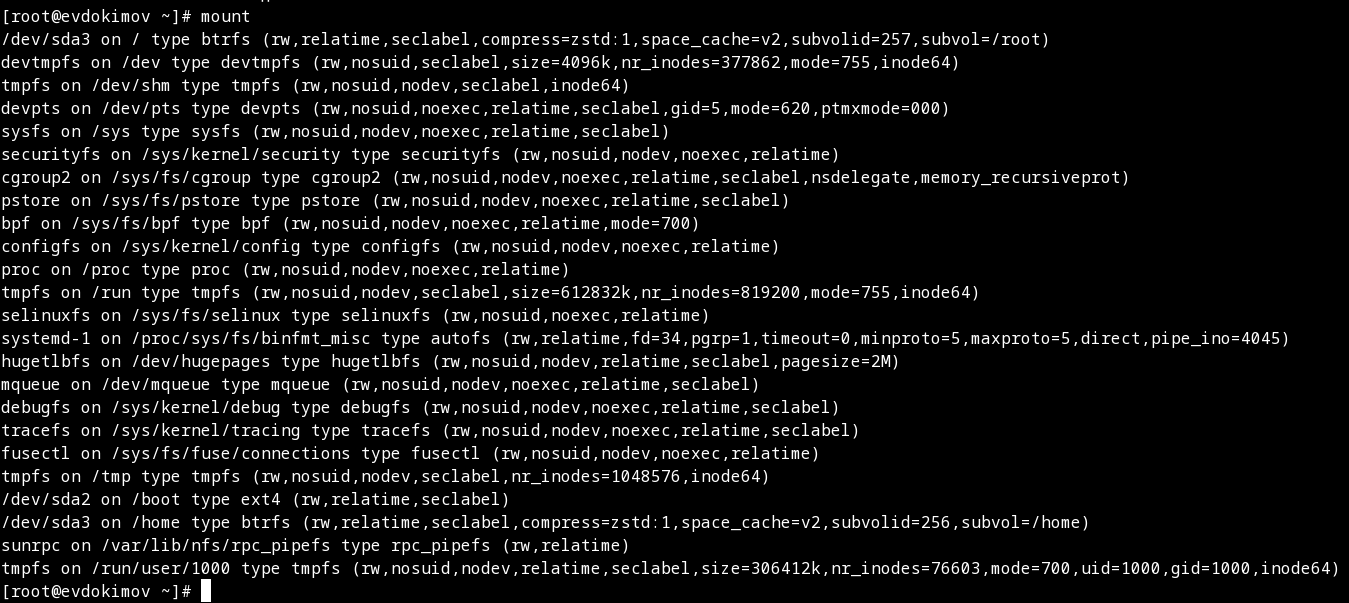 [root@evdokimov ~]# mount
/dev/sda3 on / type btrfs (rw,relatime,seclabel,compress=zstd:1,space_cache=v2,subvolid=257,subvol=/root)
devtmpfs on /dev type devtmpfs (rw,nosuid,seclabel,size=4096k,nr_inodes=377862,mode=755,inode64)
tmpfs on /dev/shm type tmpfs (rw,nosuid,nodev,seclabel,inode64)
devpts on /dev/pts type devpts (rw,nosuid,noexec,relatime,seclabel,gid=5,mode=620,ptmxmode=000)
sysfs on /sys type sysfs (rw,nosuid,nodev,noexec,relatime,seclabel)
securityfs on /sys/kernel/security type securityfs (rw,nosuid,nodev,noexec,relatime)
cgroup2 on /sys/fs/cgroup type cgroup2 (rw,nosuid,nodev,noexec,relatime,seclabel,nsdelegate,memory_recursiveprot)
pstore on /sys/fs/pstore type pstore (rw,nosuid,nodev,noexec,relatime,seclabel)
bpf on /sys/fs/bpf type bpf (rw,nosuid,nodev,noexec,relatime,mode=700)
configfs on /sys/kernel/config type configfs (rw,nosuid,nodev,noexec,relatime)
proc on /proc type proc (rw,nosuid,nodev,noexec,relatime)
tmpfs on /run type tmpfs (rw,nosuid,nodev,seclabel,size=612832k,nr_inodes=819200,mode=755,inode64)
selinuxfs on /sys/fs/selinux type selinuxfs (rw,nosuid,noexec,relatime)
systemd-1 on /proc/sys/fs/binfmt_misc type autofs (rw,relatime,fd=34,pgrp=1,timeout=0,minproto=5,maxproto=5,direct,pipe_ino=4045)
hugetlbfs on /dev/hugepages type hugetlbfs (rw,nosuid,nodev,relatime,seclabel,pagesize=2M)
mqueue on /dev/mqueue type mqueue (rw,nosuid,nodev,noexec,relatime,seclabel)
debugfs on /sys/kernel/debug type debugfs (rw,nosuid,nodev,noexec,relatime,seclabel)
tracefs on /sys/kernel/tracing type tracefs (rw,nosuid,nodev,noexec,relatime,seclabel)
fusectl on /sys/fs/fuse/connections type fusectl (rw,nosuid,nodev,noexec,relatime)
tmpfs on /tmp type tmpfs (rw,nosuid,nodev,seclabel,nr_inodes=1048576,inode64)
/dev/sda2 on /boot type ext4 (rw,relatime,seclabel)
/dev/sda3 on /home type btrfs (rw,relatime,seclabel,compress=zstd:1,space_cache=v2,subvolid=256,subvol=/home)
sunrpc on /var/lib/nfs/rpc_pipefs type rpc_pipefs (rw,relatime)
tmpfs on /run/user/1000 type tmpfs (rw,nosuid,nodev,relatime,seclabel,size=306412k,nr_inodes=76603,mode=700,uid=1000,gid=1000,inode64)
[root@evdokimov ~]#